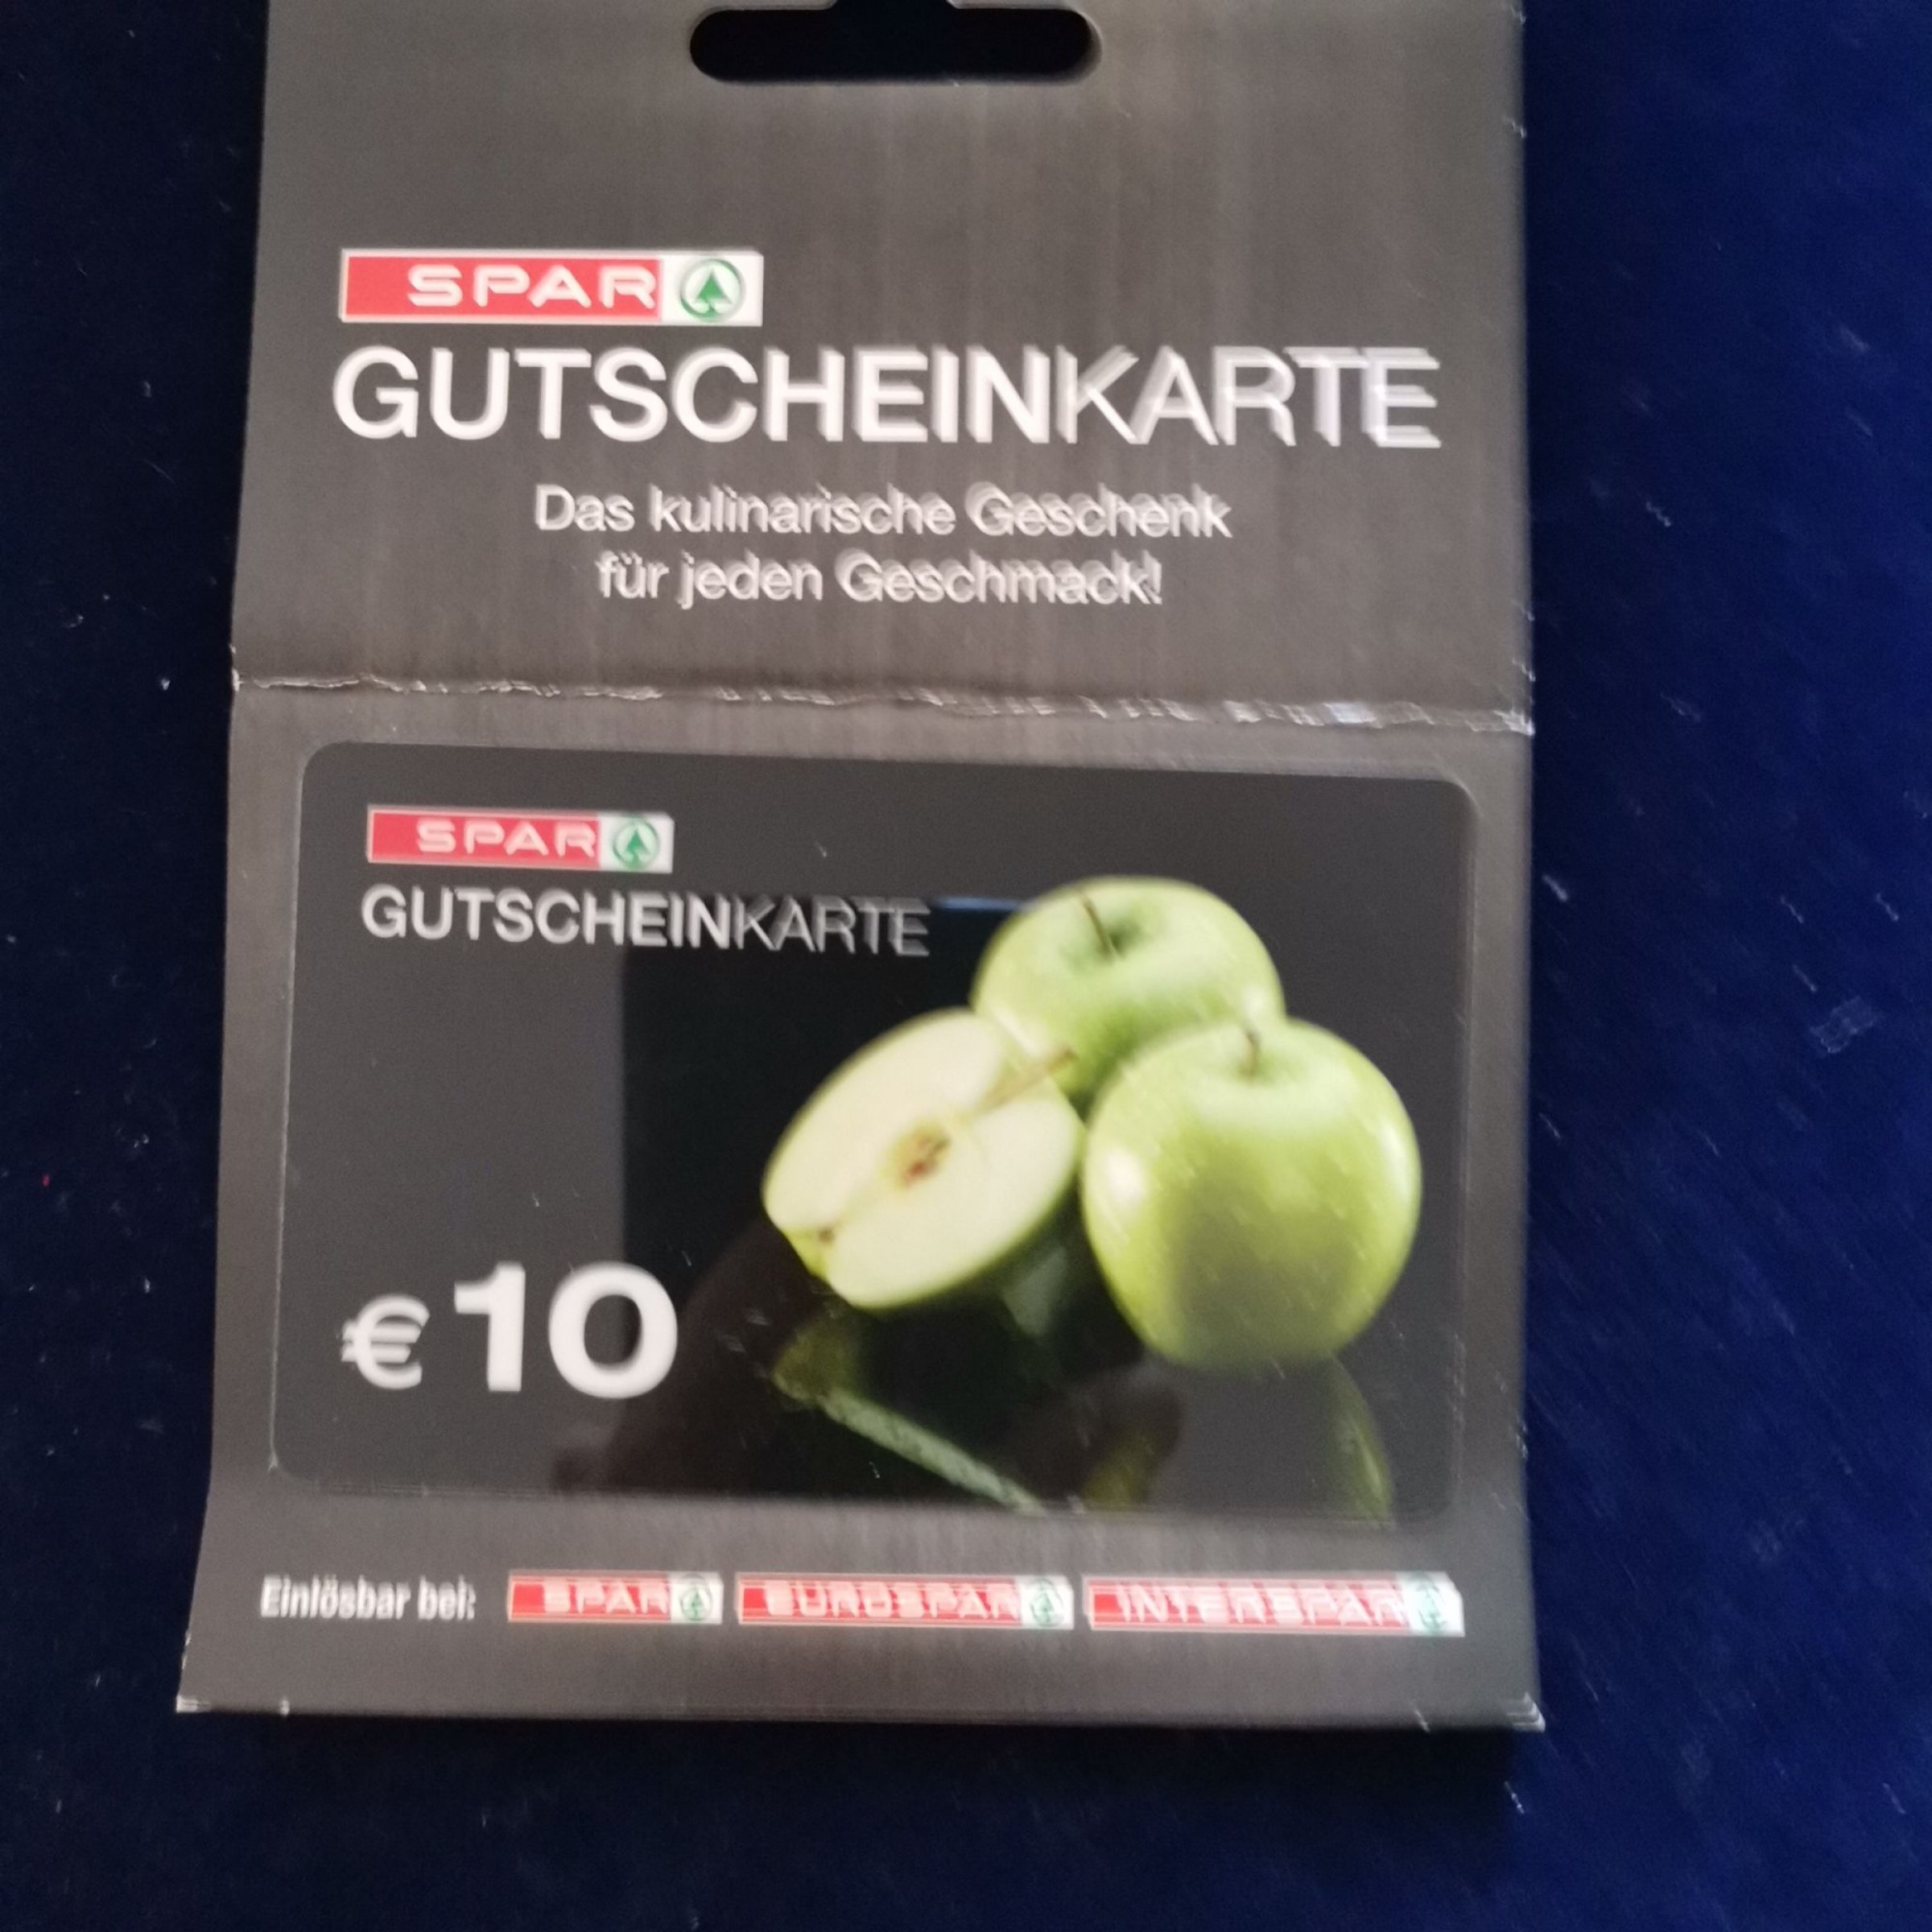 SPAR
GUTSCHEINKARTE
Das kulinarische Geschenk
für jeden Geschmack!
SPAR
GUTSCHEINKARTE
€10
Einlösbar bei: SPAR EUROSPAR INTERSPAR